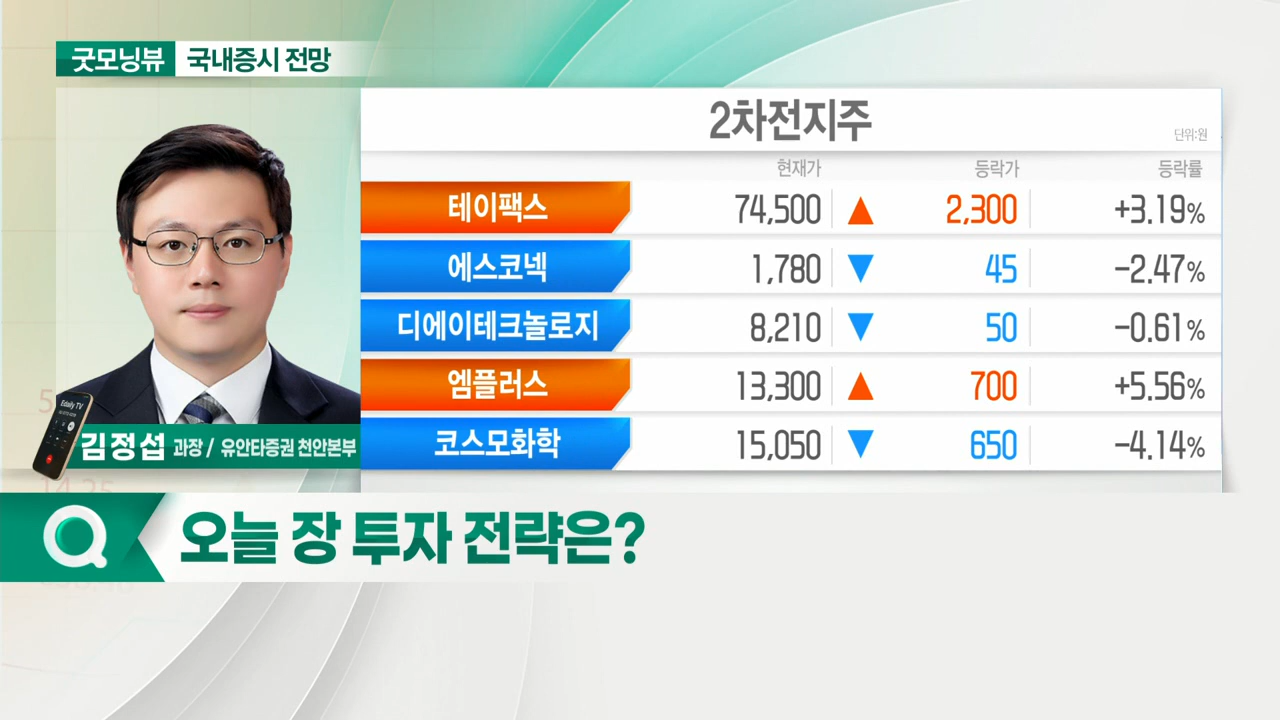 굿모닝뷰 국내증시 전망
2차전지주
단위:원
현재가 등락가 등락률
테이팩스 74,500 ▲ 2,300 +3.19%
에스코넥 1,780 ▼ 45 -2.47%
디에이테크놀로지 8,210 ▼ 50 -0.61%
엠플러스 13,300 ▲ 700 +5.56%
코스모화학 15,050 ▼ 650 -4.14%
Edaily TV
김정섭 과장 / 유안타증권 천안본부
오늘 장 투자 전략은?